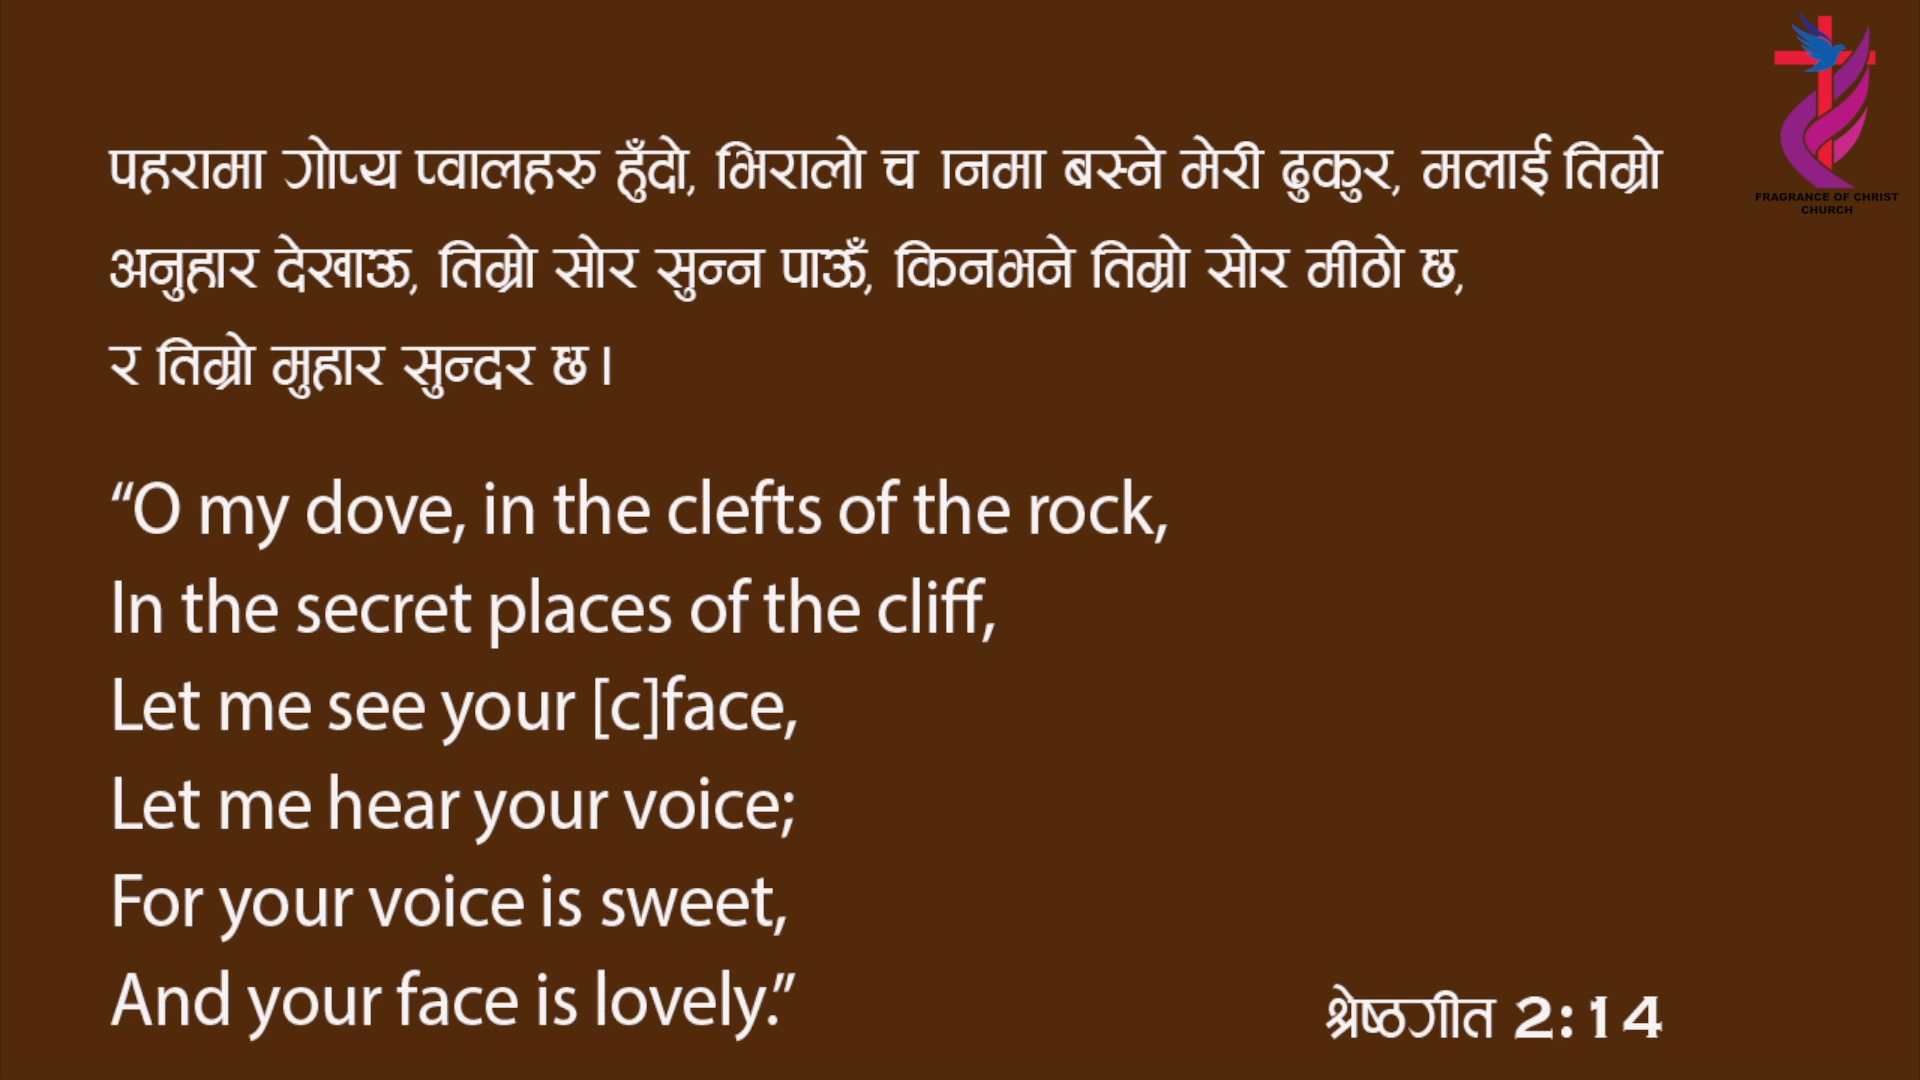 पहरामा गोप्य प्वालहरु हुँदो, भिरालो च ानमा बस्ने मेरी ढुकुर, मलाई तिम्रो
अनुहार देखाऊ, तिम्रो सोर सुन्न पाऊँ, किनभने तिम्रो सोर मीठो छ,
र तिम्रो मुहार सुन्दर छ।
“O my dove, in the clefts of the rock,
In the secret places of the cliff,
Let me see your [c]face,
Let me hear your voice;
For your voice is sweet,
And your face is lovely.”
श्रेष्ठगीत 2:14
FRAGRANCE OF CHRIST
CHURCH